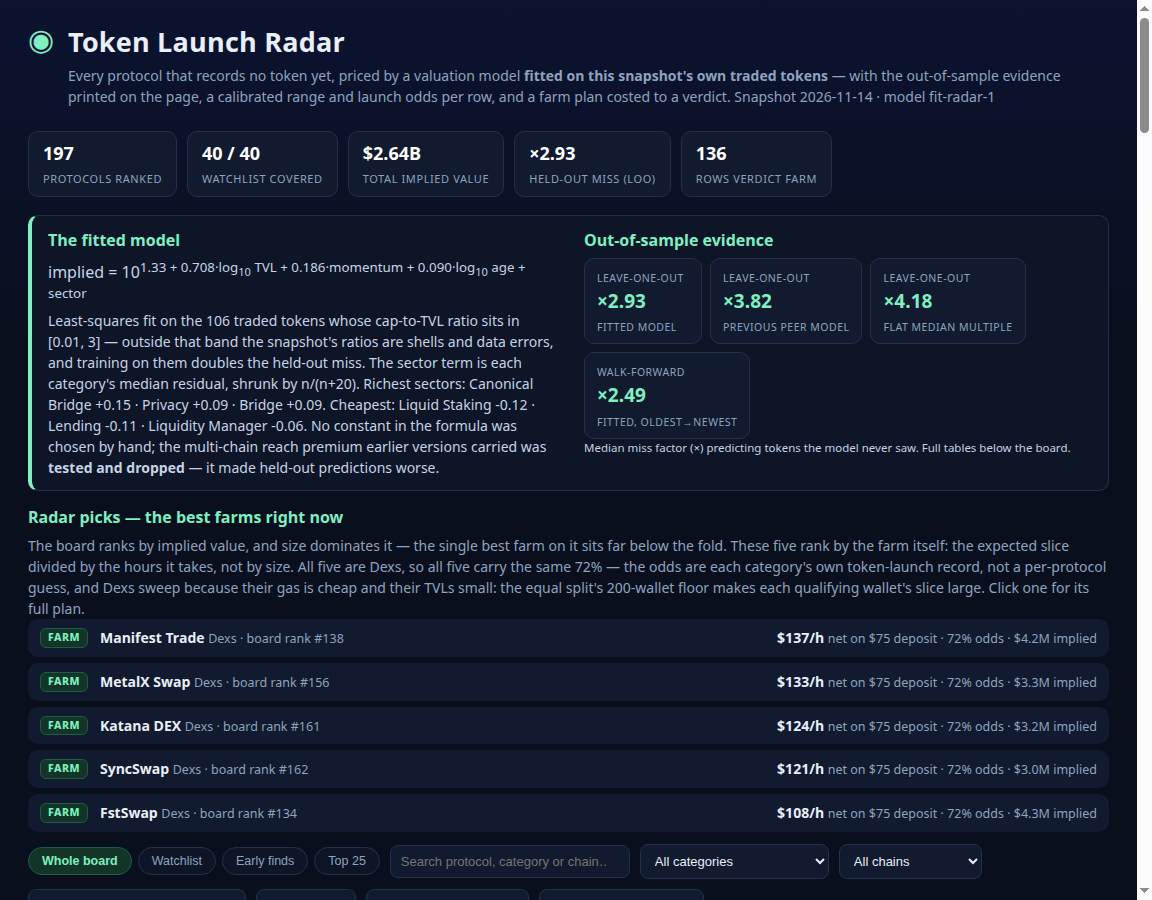 Token Launch Radar
Every protocol that records no token yet, priced by a valuation model fitted on this snapshot's own traded tokens — with the out-of-sample evidence
printed on the page, a calibrated range and launch odds per row, and a farm plan costed to a verdict. Snapshot 2026-11-14 · model fit-radar-1
197
PROTOCOLS RANKED
40 / 40
WATCHLIST COVERED
$2.64B
TOTAL IMPLIED VALUE
×2.93
HELD-OUT MISS (LOO)
136
ROWS VERDICT FARM
The fitted model
implied = 10^1.33 + 0.708·log10 TVL + 0.186·momentum + 0.090·log10 age +
sector
Least-squares fit on the 106 traded tokens whose cap-to-TVL ratio sits in
[0.01, 3] — outside that band the snapshot's ratios are shells and data errors,
and training on them doubles the held-out miss. The sector term is each
category's median residual, shrunk by n/(n+20). Richest sectors: Canonical
Bridge +0.15 · Privacy +0.09 · Bridge +0.09. Cheapest: Liquid Staking -0.12 ·
Lending -0.11 · Liquidity Manager -0.06. No constant in the formula was
chosen by hand; the multi-chain reach premium earlier versions carried was
tested and dropped — it made held-out predictions worse.
Out-of-sample evidence
LEAVE-ONE-OUT
×2.93
FITTED MODEL
LEAVE-ONE-OUT
×3.82
PREVIOUS PEER MODEL
LEAVE-ONE-OUT
×4.18
FLAT MEDIAN MULTIPLE
WALK-FORWARD
×2.49
FITTED, OLDEST→NEWEST
Median miss factor (×) predicting tokens the model never saw. Full tables below the board.
Radar picks — the best farms right now
The board ranks by implied value, and size dominates it — the single best farm on it sits far below the fold. These five rank by the farm itself: the expected slice
divided by the hours it takes, not by size. All five are Dexs, so all five carry the same 72% — the odds are each category's own token-launch record, not a per-protocol
guess, and Dexs sweep because their gas is cheap and their TVLs small: the equal split's 200-wallet floor makes each qualifying wallet's slice large. Click one for its
full plan.
FARM Manifest Trade Dexs · board rank #138 $137/h net on $75 deposit · 72% odds · $4.2M implied
FARM MetalX Swap Dexs · board rank #156 $133/h net on $75 deposit · 72% odds · $3.3M implied
FARM Katana DEX Dexs · board rank #161 $124/h net on $75 deposit · 72% odds · $3.2M implied
FARM SyncSwap Dexs · board rank #162 $121/h net on $75 deposit · 72% odds · $3.0M implied
FARM FstSwap Dexs · board rank #134 $108/h net on $75 deposit · 72% odds · $4.3M implied
Whole board Watchlist Early finds Top 25 Search protocol, category or chain.. All categories All chains